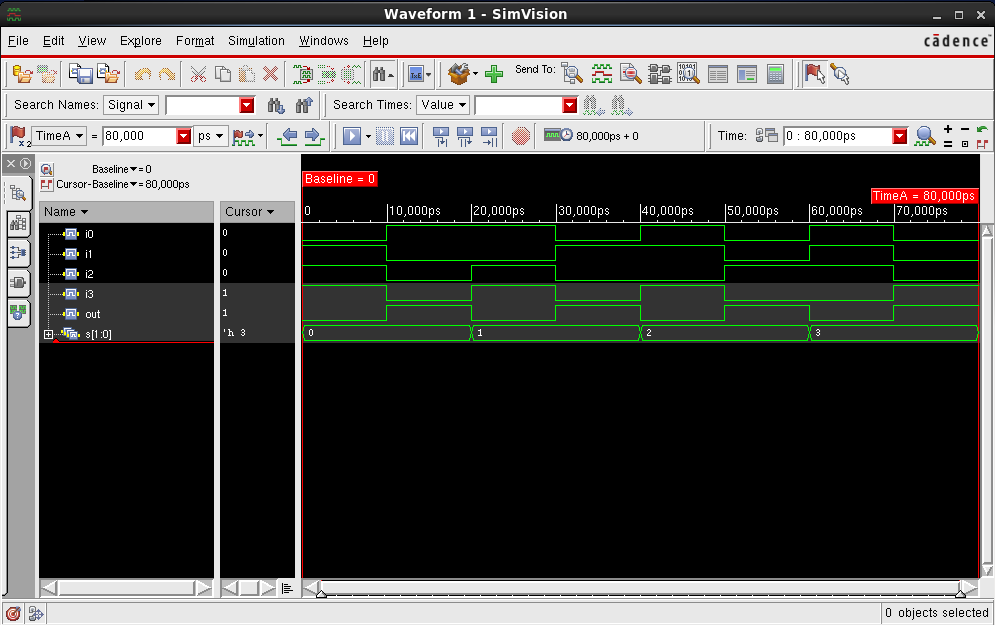 Waveform 1 - SimVision
File Edit View Explore Format Simulation Windows Help
cādence
Send To:
Search Names: Signal
Search Times: Value
x2 TimeA = 80,000 ps
80,000ps + 0
Time: 0 : 80,000ps
Baseline = 0
Cursor-Baseline = 80,000ps
Baseline = 0
TimeA = 80,000ps
Name Cursor
0 10,000ps 20,000ps 30,000ps 40,000ps 50,000ps 60,000ps 70,000ps
i0 0
i1 0
i2 0
i3 1
out 1
s[1:0] 'h 3 0 1 2 3
0 objects selected